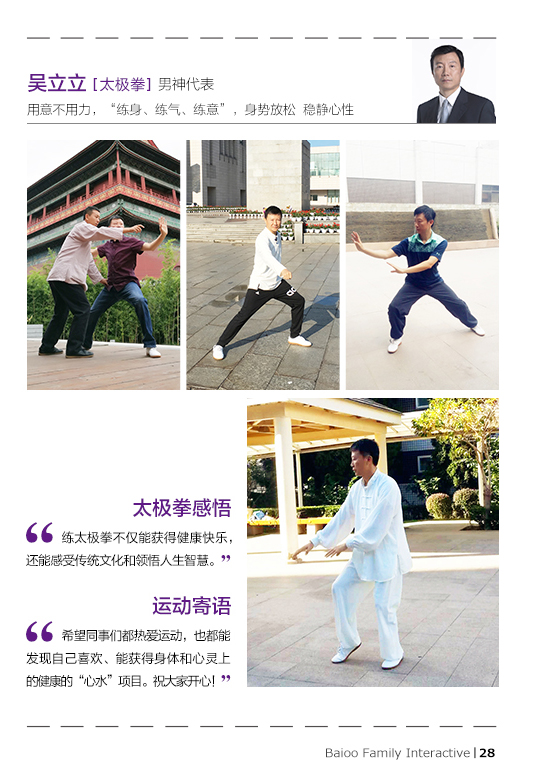 吴立立 [太极拳] 男神代表
用意不用力，“练身、练气、练意”，身势放松 稳静心性
太极拳感悟
“ 练太极拳不仅能获得健康快乐，
还能感受传统文化和领悟人生智慧。”
运动寄语
“ 希望同事们都热爱运动，也都能
发现自己喜欢、能获得身体和心灵上
的健康的“心水”项目。祝大家开心！”
Baioo Family Interactive | 28